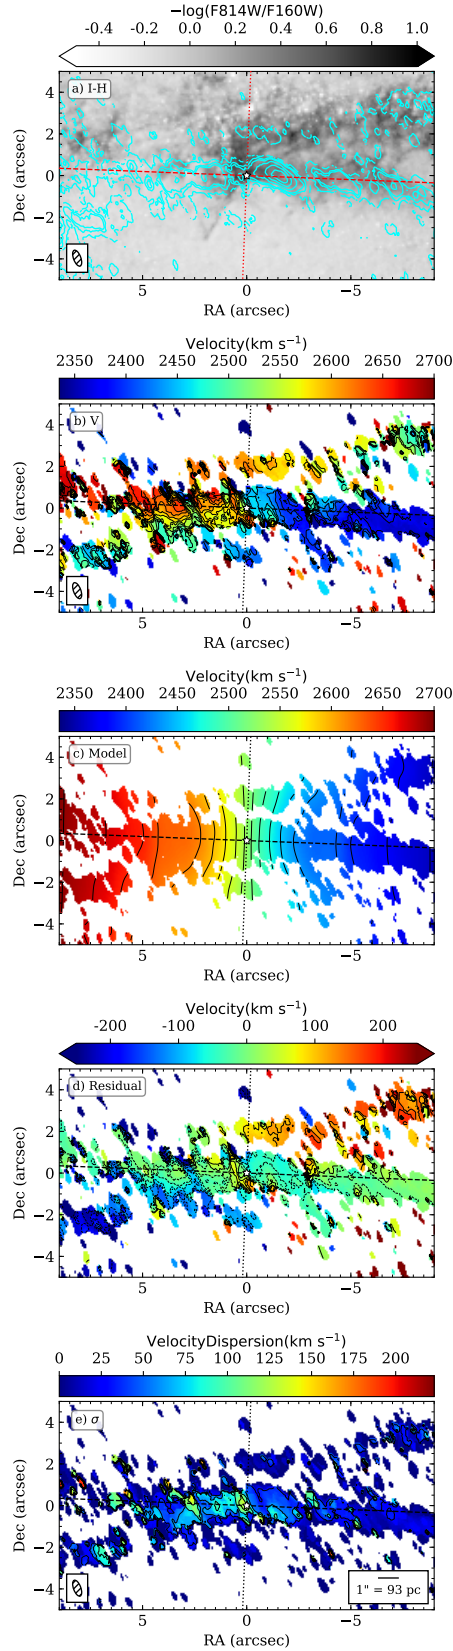 −log(F814W/F160W)
−0.4 −0.2 0.0 0.2 0.4 0.6 0.8 1.0
a) I-H
4
2
0
−2
−4
Dec (arcsec)
5 0 −5
RA (arcsec)
Velocity(km s⁻¹)
2350 2400 2450 2500 2550 2600 2650 2700
b) V
4
2
0
−2
−4
Dec (arcsec)
5 0 −5
RA (arcsec)
Velocity(km s⁻¹)
2350 2400 2450 2500 2550 2600 2650 2700
c) Model
4
2
0
−2
−4
Dec (arcsec)
5 0 −5
RA (arcsec)
Velocity(km s⁻¹)
-200 -100 0 100 200
d) Residual
4
2
0
−2
−4
Dec (arcsec)
5 0 −5
RA (arcsec)
VelocityDispersion(km s⁻¹)
0 25 50 75 100 125 150 175 200
e) σ
4
2
0
−2
−4
Dec (arcsec)
1" = 93 pc
5 0 −5
RA (arcsec)